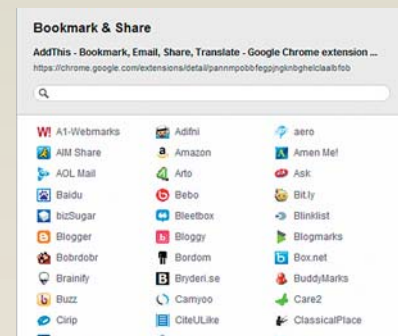 Bookmark & Share
AddThis - Bookmark, Email, Share, Translate - Google Chrome extension ...
https://chrome.google.com/extensions/detail/pannmpobbfegpjngknbghelclaalbfob
A1-Webmarks Adifni aero
AIM Share Amazon Amen Me!
AOL Mail Arto Ask
Baidu Bebo Bit.ly
bizSugar Bleetbox Blinklist
Blogger Bloggy Blogmarks
Bobrdobr Bordom Box.net
Brainify Bryderi.se BuddyMarks
Buzz Camyoo Care2
Cirip CiteULike ClassicalPlace